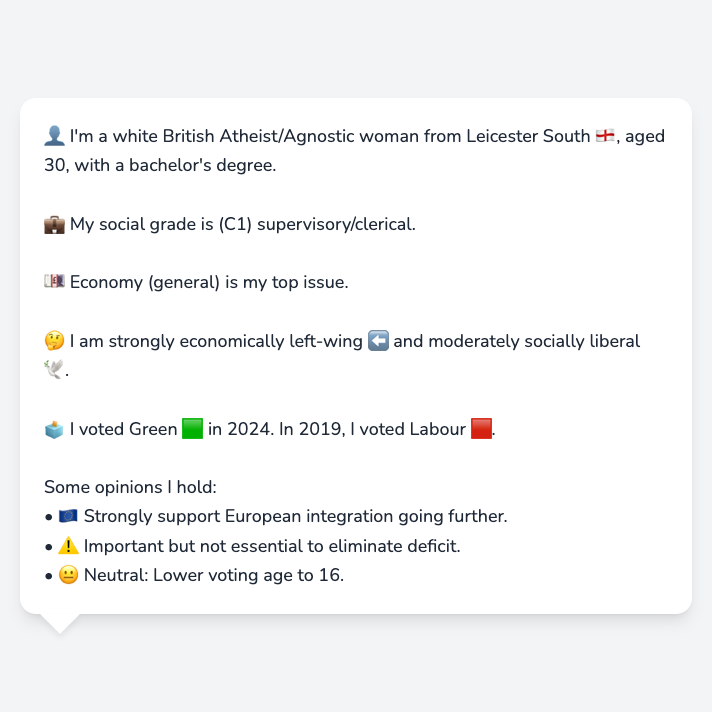 👤 I'm a white British Atheist/Agnostic woman from Leicester South 🏴󠁧󠁢󠁥󠁮󠁧󠁿, aged
30, with a bachelor's degree.
💼 My social grade is (C1) supervisory/clerical.
💷 Economy (general) is my top issue.
🤔 I am strongly economically left-wing ⬅️ and moderately socially liberal
🕊️.
🗳️ I voted Green 🟩 in 2024. In 2019, I voted Labour 🟥.
Some opinions I hold:
• 🇪🇺 Strongly support European integration going further.
• ⚠️ Important but not essential to eliminate deficit.
• 😐 Neutral: Lower voting age to 16.